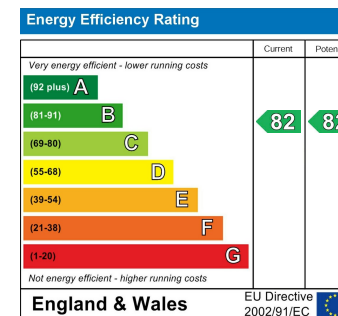 Energy Efficiency Rating
Current
Very energy efficient - lower running costs
(92 plus) A
(81-91) B
82
(69-80) C
(55-68) D
(39-54) E
(21-38) F
(1-20) G
Not energy efficient - higher running costs
England & Wales
EU Directive
2002/91/EC